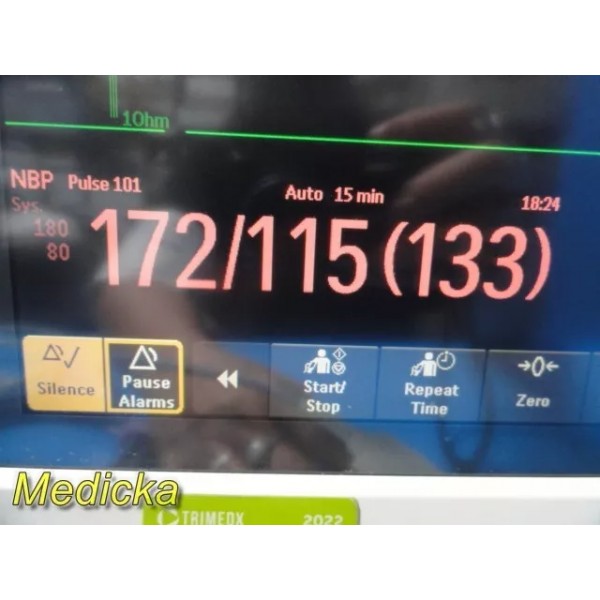 1Ohm
NBP Pulse 101 Auto 15 min 18:24
Sys.
180
80
172/115 (133)
Silence
Pause
Alarms
Start/
Stop
Repeat
Time
Zero
Medicka
TRIMEDX 2022